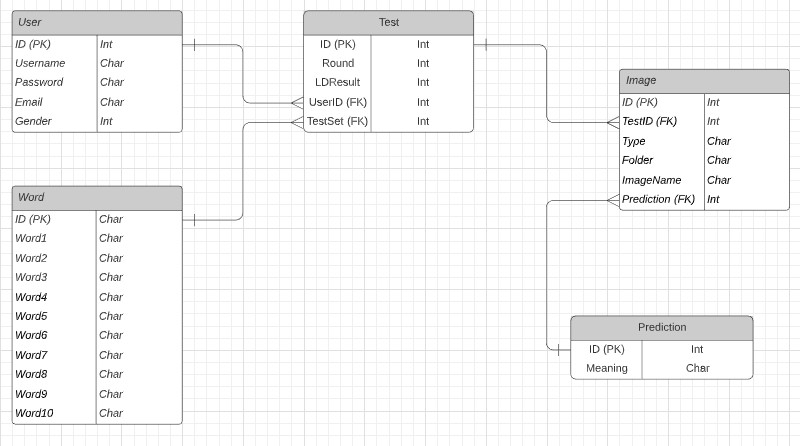 User
ID (PK) Int
Username Char
Password Char
Email Char
Gender Int
Test
ID (PK) Int
Round Int
LDResult Int
UserID (FK) Int
TestSet (FK) Int
Image
ID (PK) Int
TestID (FK) Int
Type Char
Folder Char
ImageName Char
Prediction (FK) Int
Word
ID (PK) Char
Word1 Char
Word2 Char
Word3 Char
Word4 Char
Word5 Char
Word6 Char
Word7 Char
Word8 Char
Word9 Char
Word10 Char
Prediction
ID (PK) Int
Meaning Char